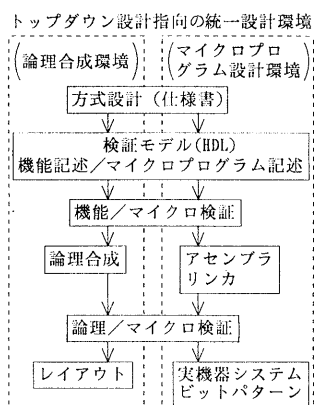 トップダウン設計指向の統一設計環境
(論理合成環境)
(マイクロプログラム設計環境)
方式設計(仕様書)
検証モデル(HDL)
機能記述/マイクロプログラム記述
機能/マイクロ検証
論理合成
アセンブラ
リンカ
論理/マイクロ検証
レイアウト
実機器システム
ビットパターン